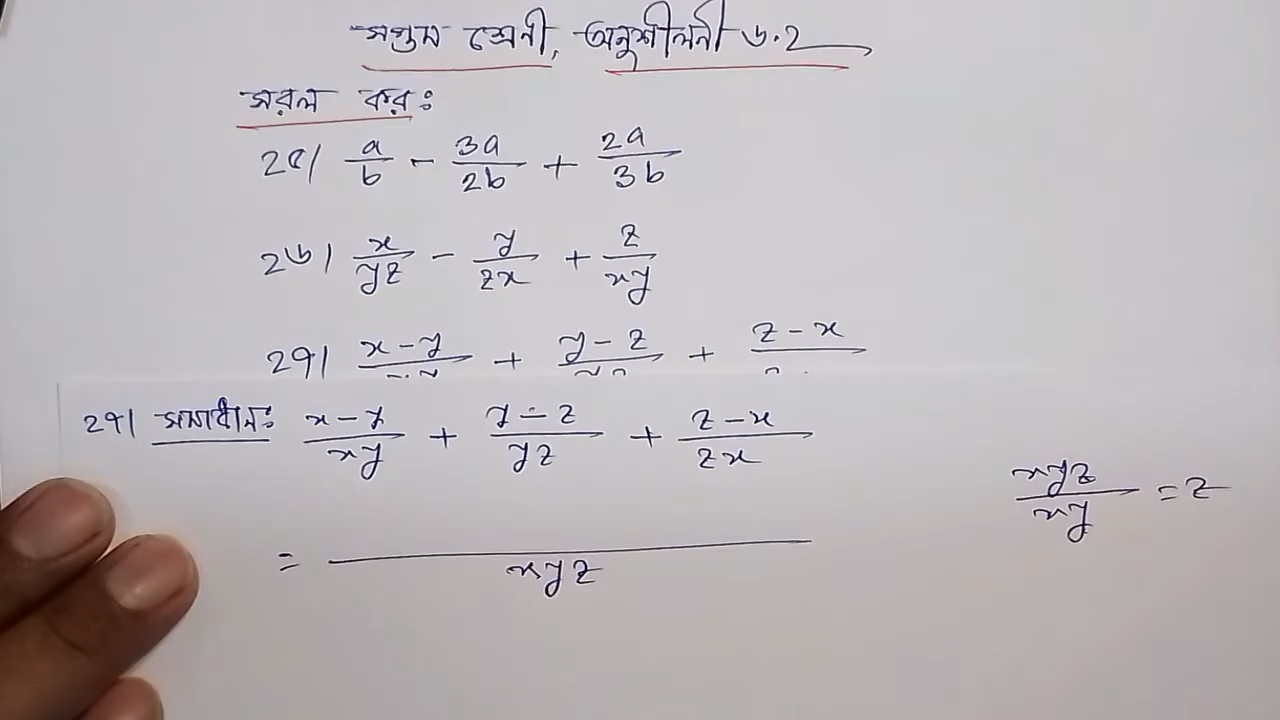 সপ্তম শ্রেনী, অনুশীলনী ৬.২
সরল কর:
২৫| a/b - 3a/2b + 2a/3b
২৬| x/yz - y/zx + z/xy
২৭| x-y + y-z + z-x
২৭| সমাধান: x-y/xy + y-z/yz + z-x/zx
xyz/xy = z
= /xyz